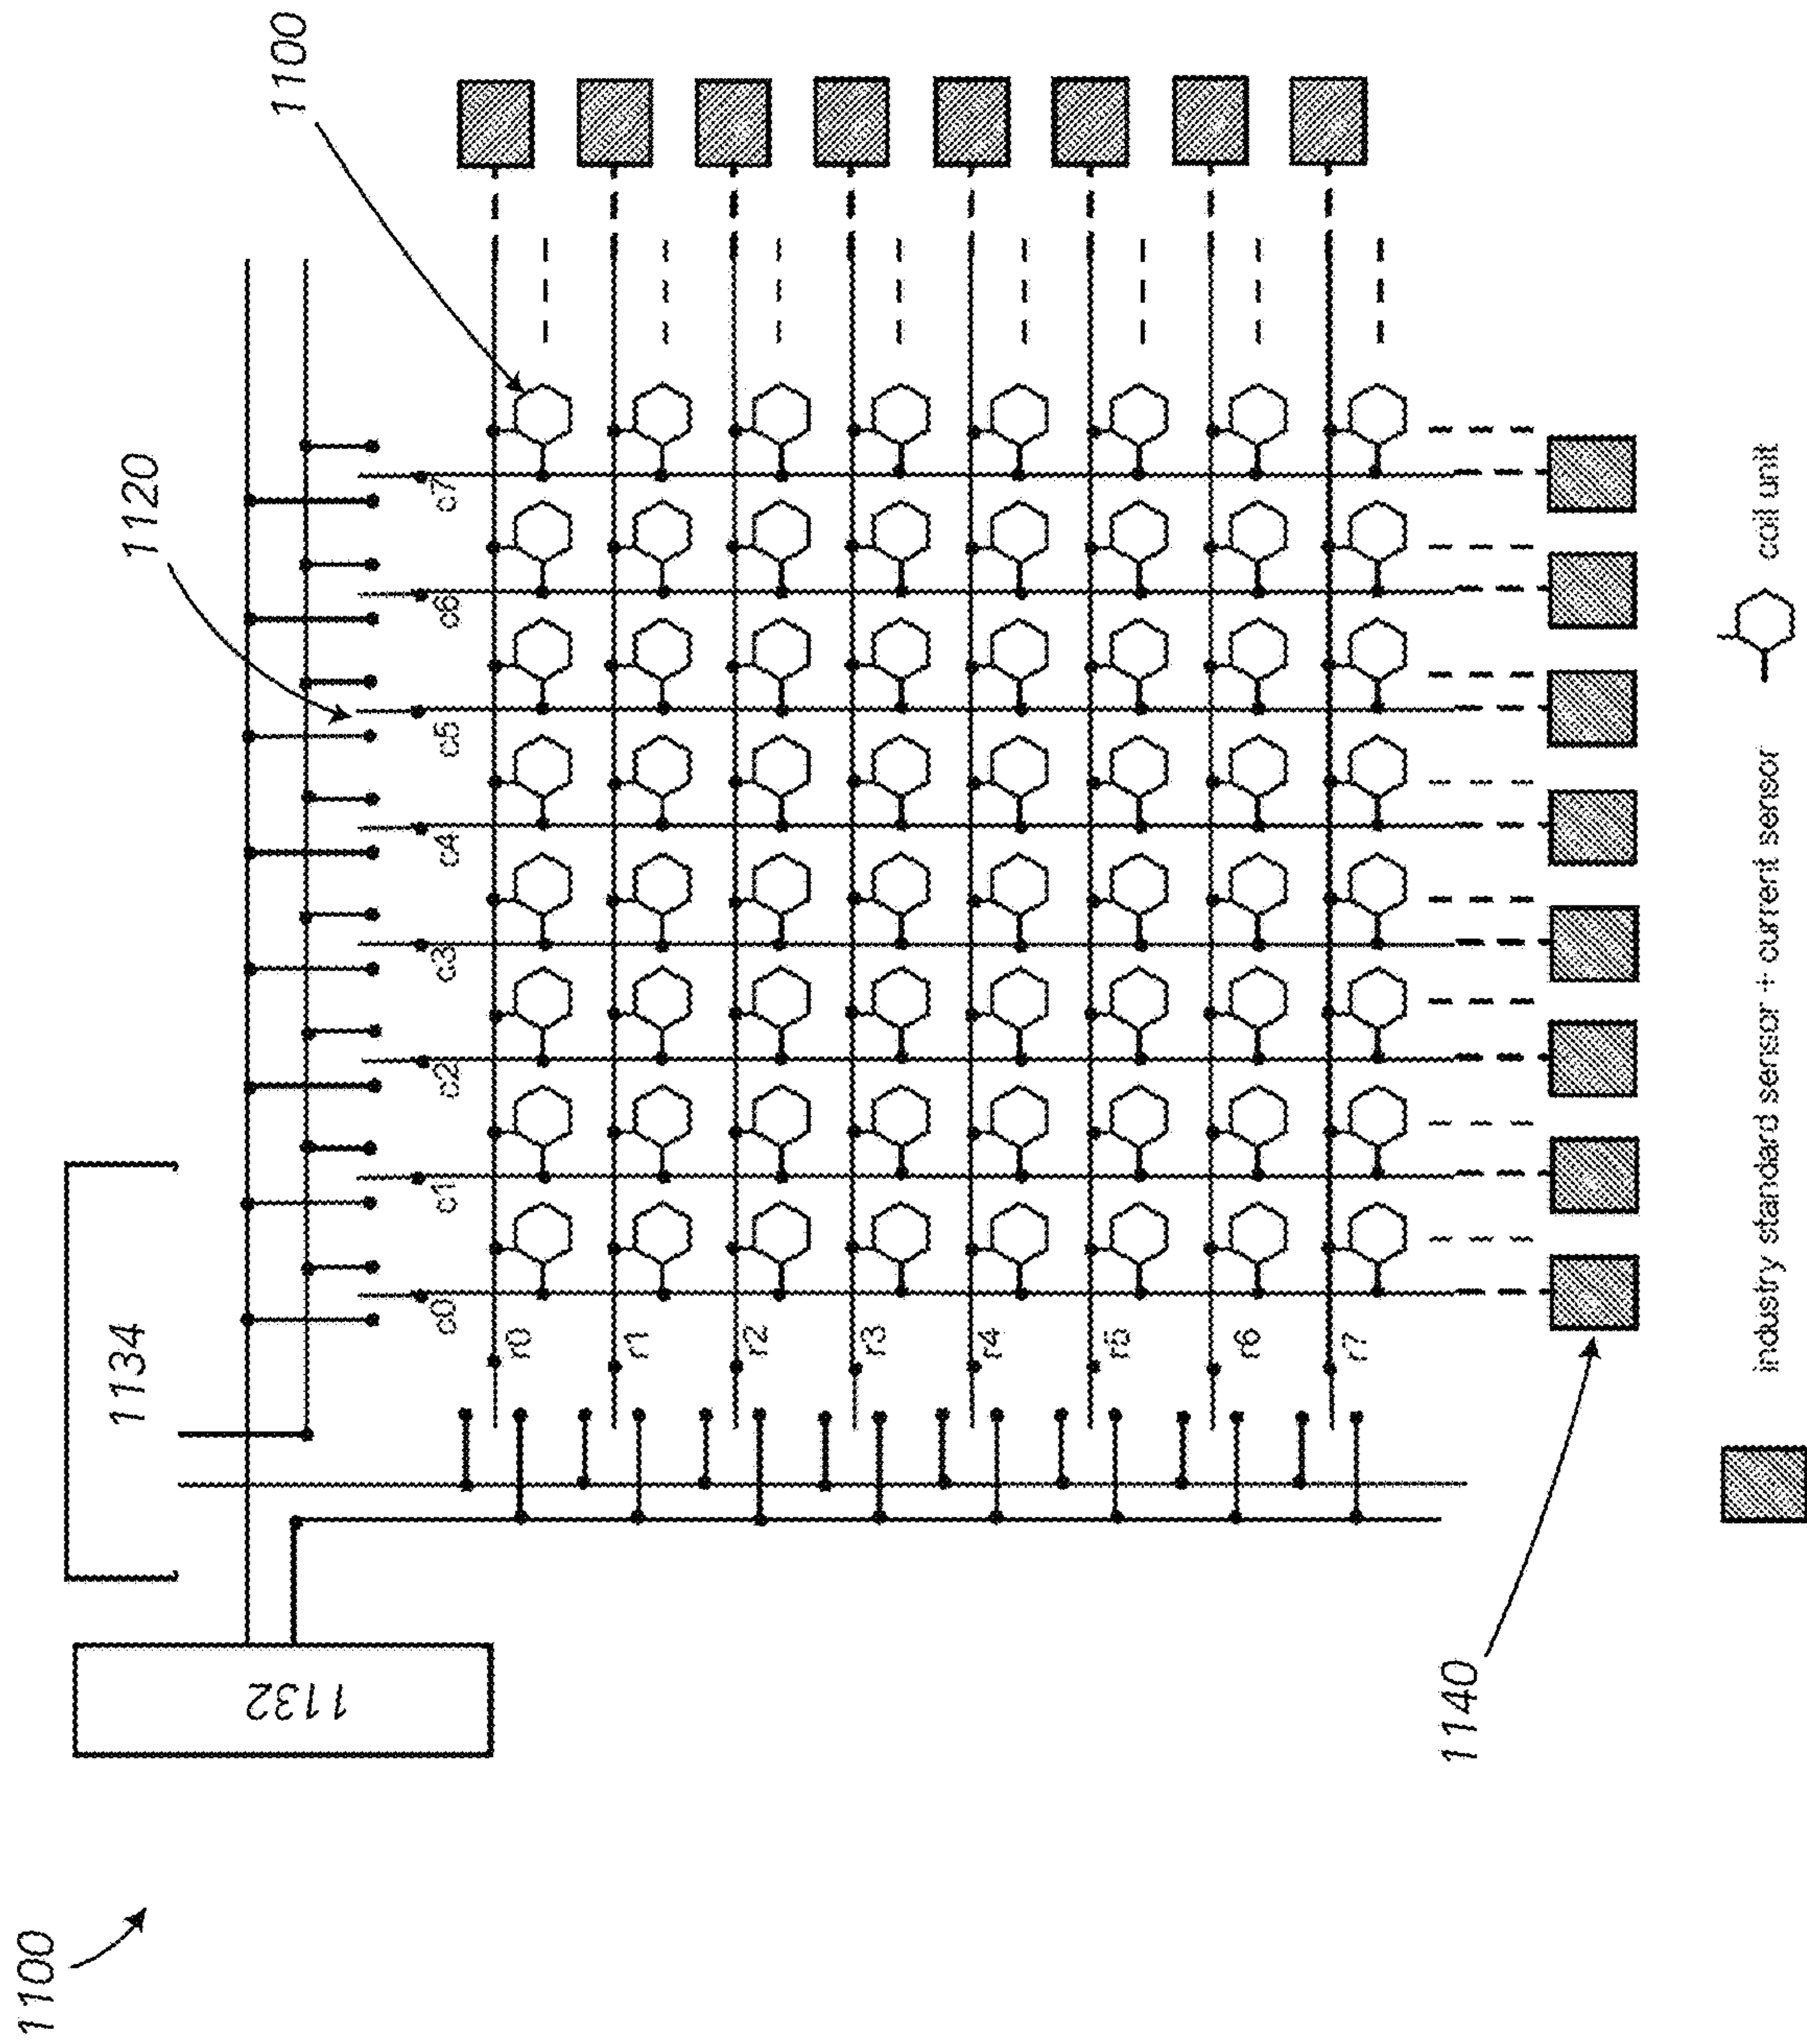 1100
1132
1134
1120
1100
c0
c1
c2
c3
c4
c5
c6
c7
r0
r1
r2
r3
r4
r5
r6
r7
1140
industry standard sensor + current sensor
coil unit